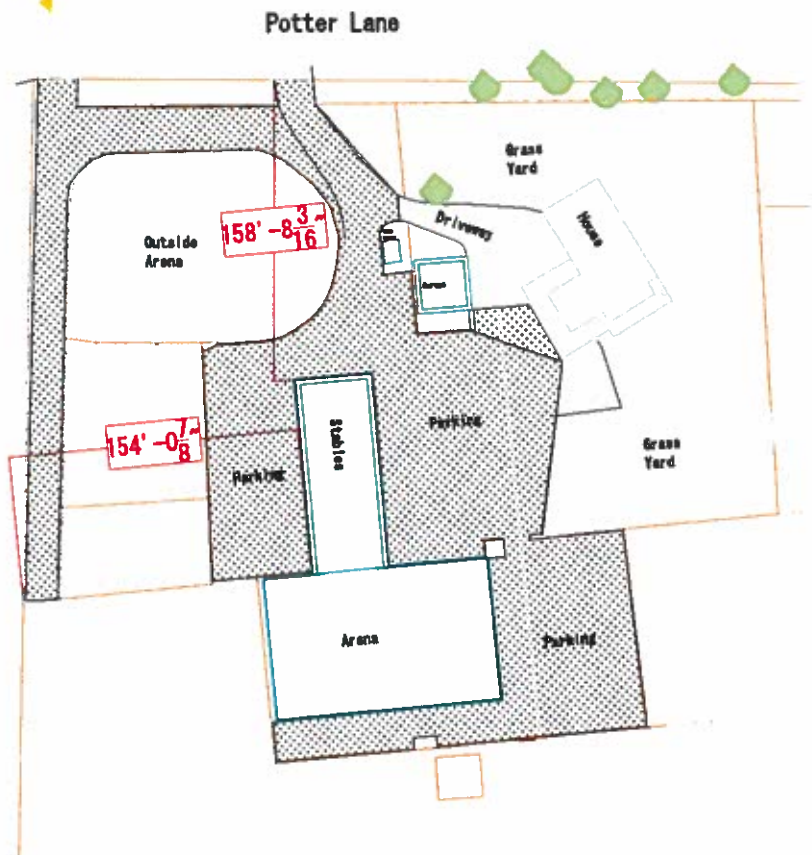 Potter Lane
Grass
Yard
Driveway
House
158' -8 3/16 "
Outside
Arena
Parking
Stables
154' -0 7/8 "
Parking
Grass
Yard
Arena
Parking